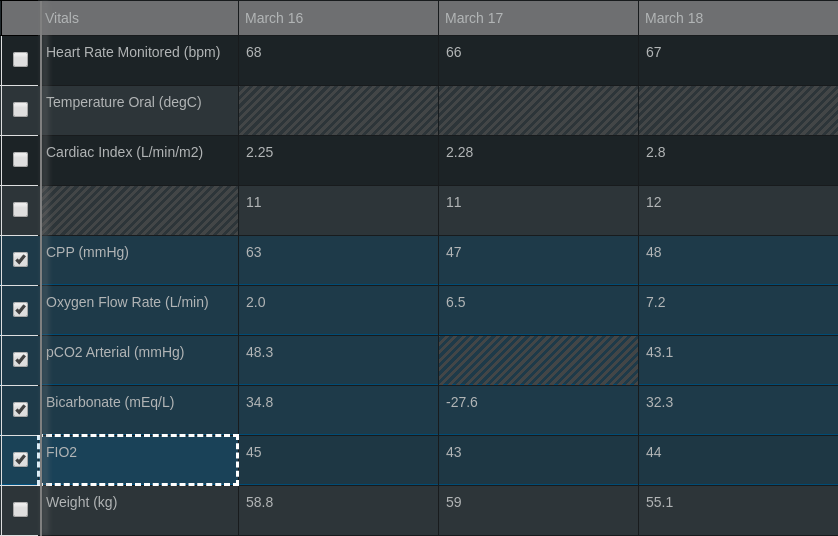 Vitals March 16 March 17 March 18
Heart Rate Monitored (bpm) 68 66 67
Temperature Oral (degC)
Cardiac Index (L/min/m2) 2.25 2.28 2.8
11 11 12
CPP (mmHg) 63 47 48
Oxygen Flow Rate (L/min) 2.0 6.5 7.2
pCO2 Arterial (mmHg) 48.3 43.1
Bicarbonate (mEq/L) 34.8 -27.6 32.3
FIO2 45 43 44
Weight (kg) 58.8 59 55.1